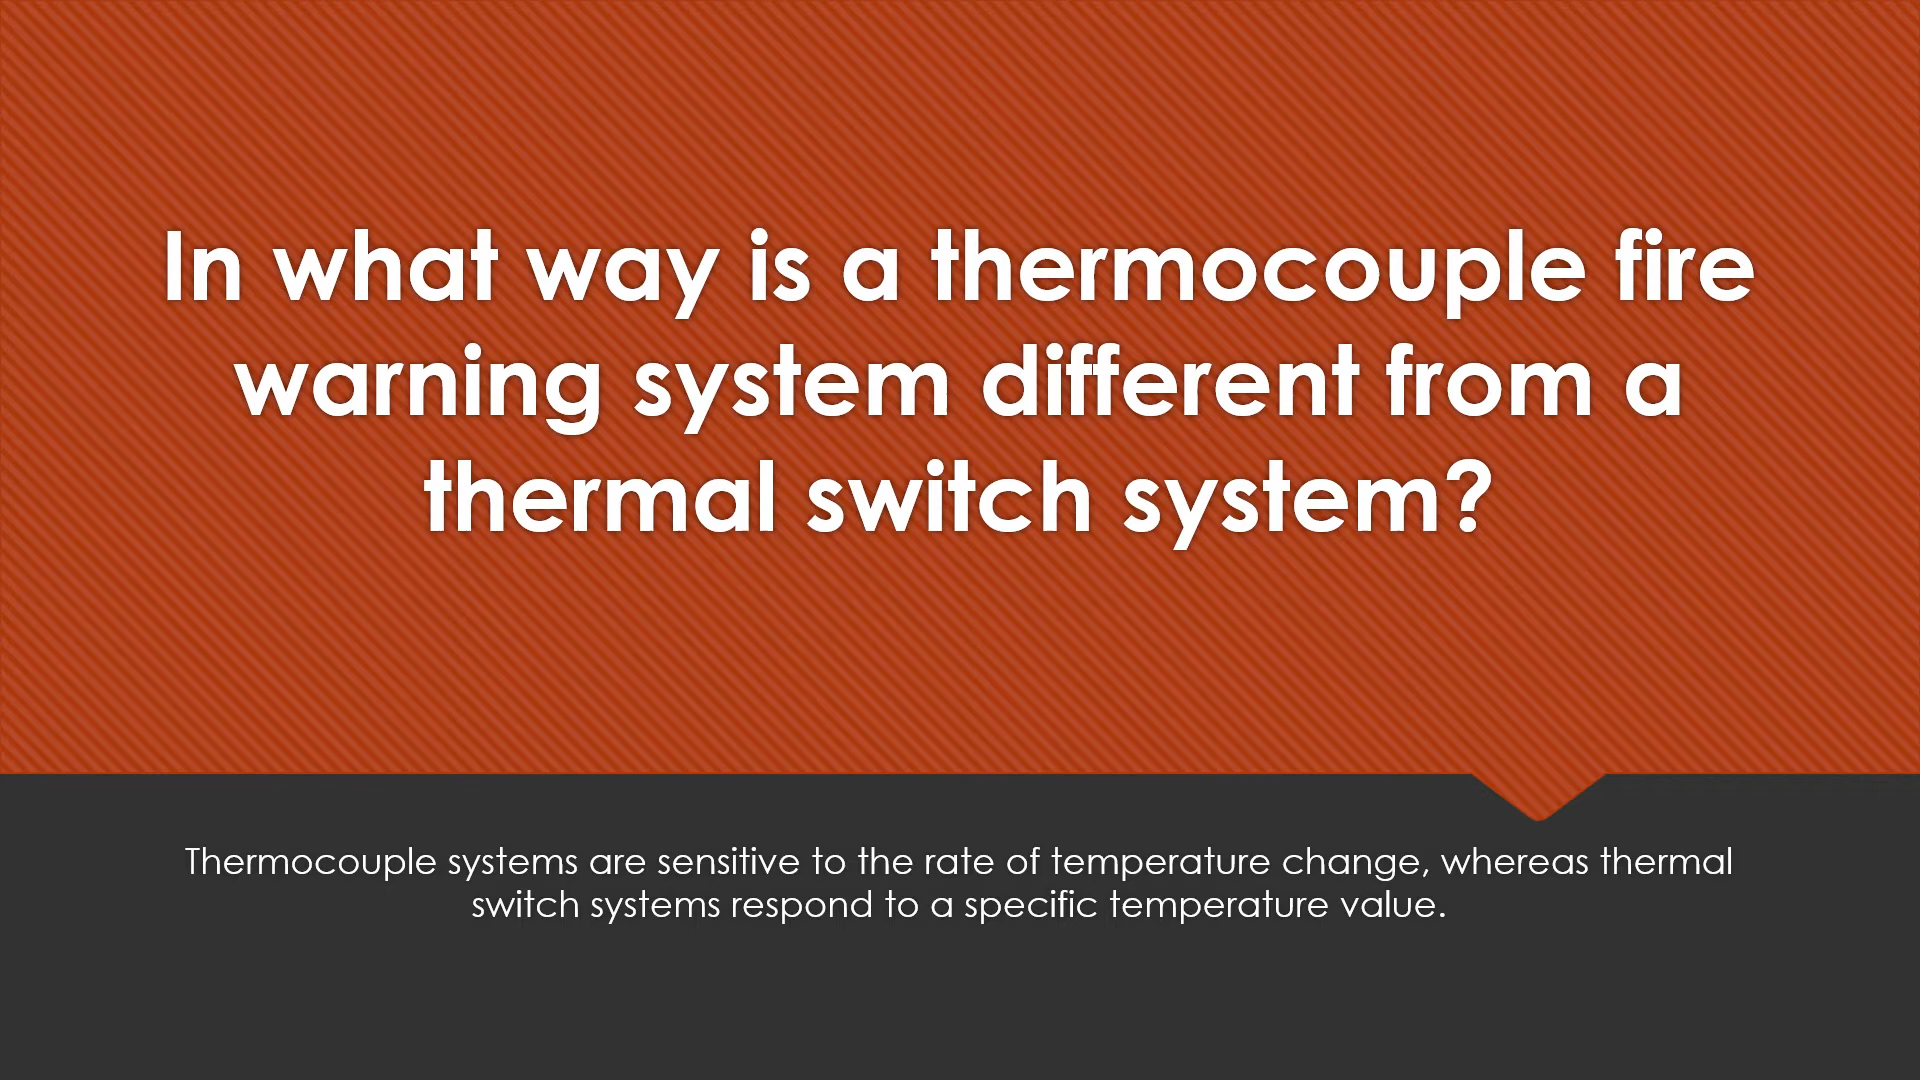 In what way is a thermocouple fire
warning system different from a
thermal switch system?
Thermocouple systems are sensitive to the rate of temperature change, whereas thermal
switch systems respond to a specific temperature value.